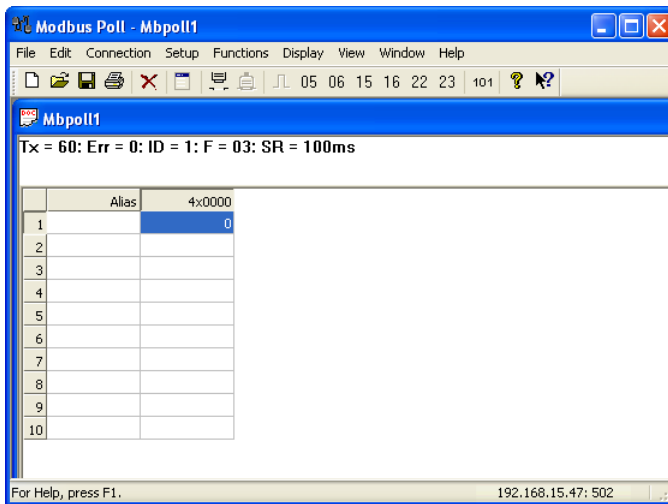 Modbus Poll - Mbpoll1
File Edit Connection Setup Functions Display View Window Help
05 06 15 16 22 23 101
Mbpoll1
Tx = 60: Err = 0: ID = 1: F = 03: SR = 100ms
Alias 4x0000
1 0
2
3
4
5
6
7
8
9
10
For Help, press F1. 192.168.15.47: 502